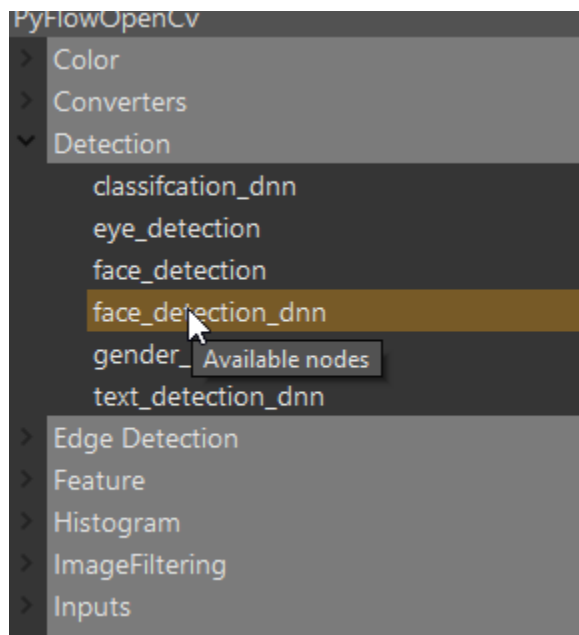 PyFlowOpenCv
Color
Converters
Detection
classifcation_dnn
eye_detection
face_detection
face_detection_dnn
gender_
Available nodes
text_detection_dnn
Edge Detection
Feature
Histogram
ImageFiltering
Inputs